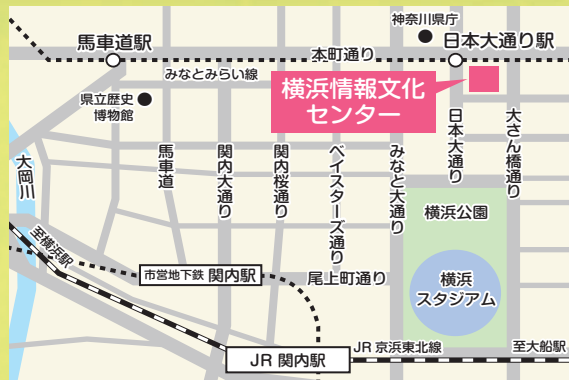 神奈川県庁
馬車道駅
本町通り
日本大通り駅
みなとみらい線
横浜情報文化
センター
県立歴史
博物館
大岡川
馬車道
関内大通り
関内桜通り
ベイスターズ通り
みなと大通り
日本大通り
大さん橋通り
横浜公園
至横浜駅
市営地下鉄 関内駅
尾上町通り
横浜
スタジアム
JR 関内駅
JR 京浜東北線
至大船駅